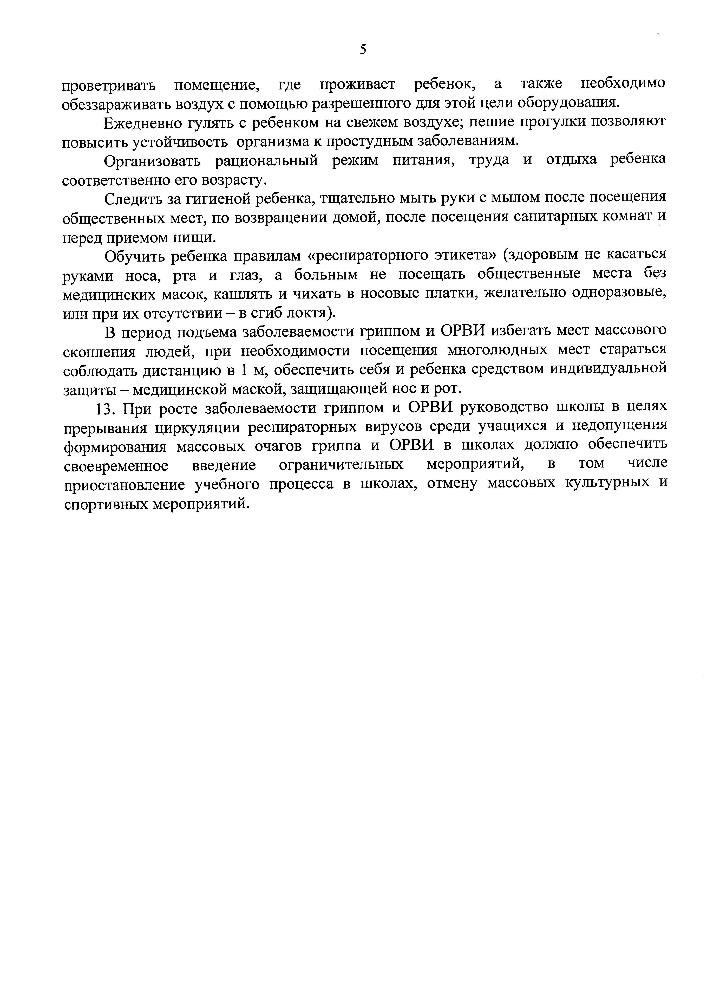 5
проветривать помещение, где проживает ребенок, а также необходимо
обеззараживать воздух с помощью разрешенного для этой цели оборудования.
Ежедневно гулять с ребенком на свежем воздухе; пешие прогулки позволяют
повысить устойчивость организма к простудным заболеваниям.
Организовать рациональный режим питания, труда и отдыха ребенка
соответственно его возрасту.
Следить за гигиеной ребенка, тщательно мыть руки с мылом после посещения
общественных мест, по возвращении домой, после посещения санитарных комнат и
перед приемом пищи.
Обучить ребенка правилам «респираторного этикета» (здоровым не касаться
руками носа, рта и глаз, а больным не посещать общественные места без
медицинских масок, кашлять и чихать в носовые платки, желательно одноразовые,
или при их отсутствии – в сгиб локтя).
В период подъема заболеваемости гриппом и ОРВИ избегать мест массового
скопления людей, при необходимости посещения многолюдных мест стараться
соблюдать дистанцию в 1 м, обеспечить себя и ребенка средством индивидуальной
защиты – медицинской маской, защищающей нос и рот.
13. При росте заболеваемости гриппом и ОРВИ руководство школы в целях
прерывания циркуляции респираторных вирусов среди учащихся и недопущения
формирования массовых очагов гриппа и ОРВИ в школах должно обеспечить
своевременное введение ограничительных мероприятий, в том числе
приостановление учебного процесса в школах, отмену массовых культурных и
спортивных мероприятий.